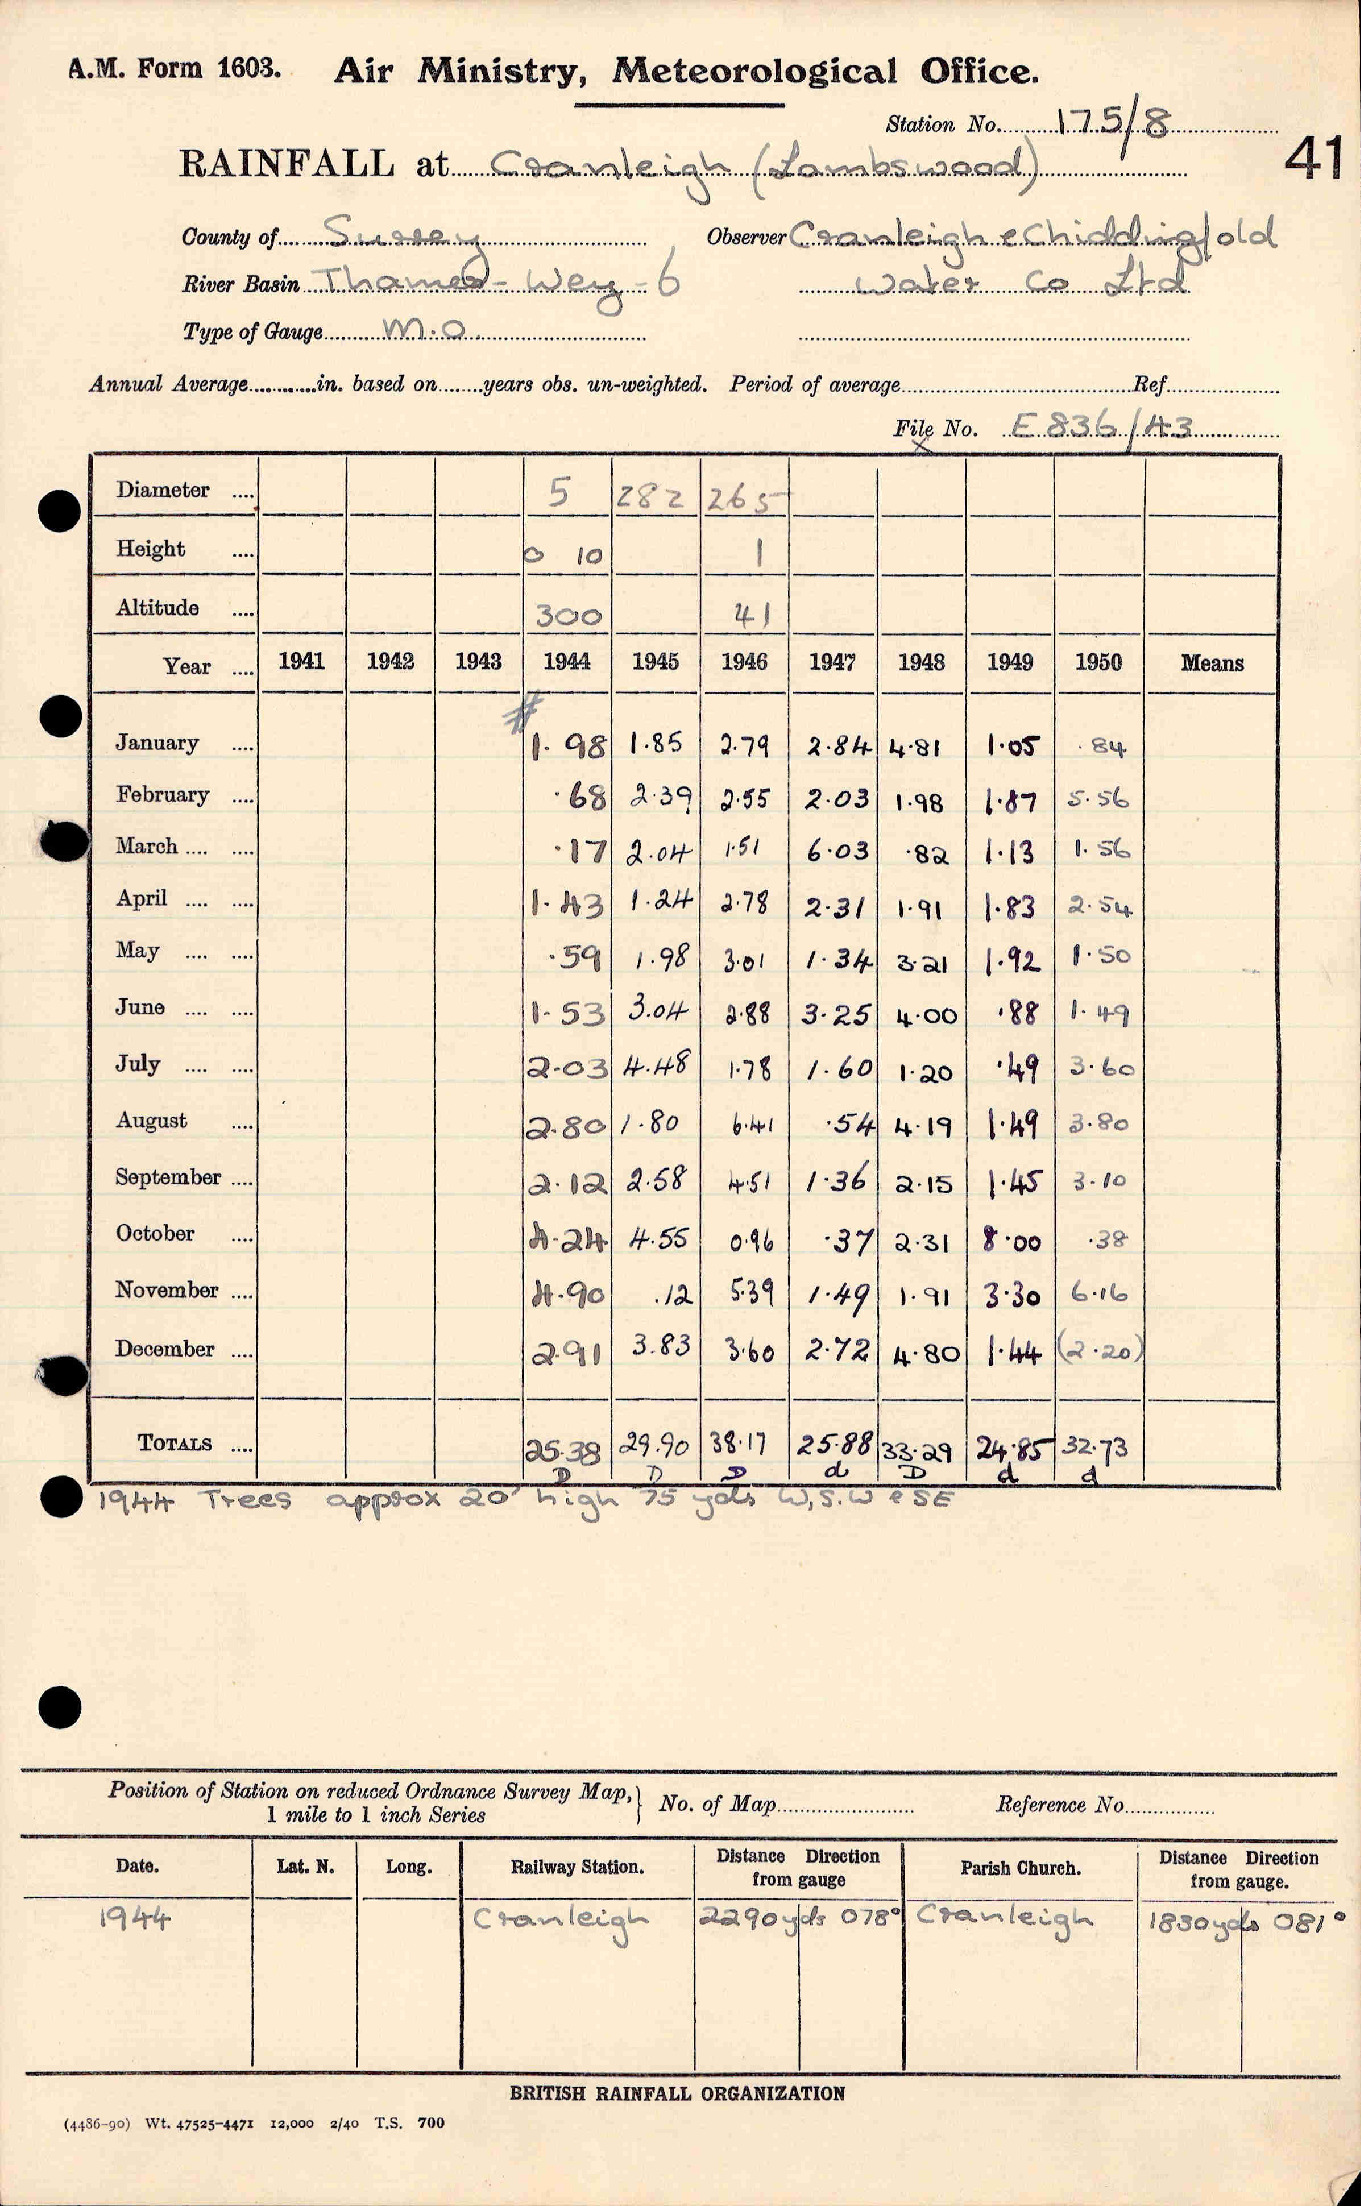 A.M. Form 1603. Air Ministry, Meteorological Office.
Station No. 175/8
41
RAINFALL at Cranleigh (Lambswood)
County of Surrey Observer Cranleigh & Chiddingfold
River Basin Thames - Wey - 6 Water Co Ltd
Type of Gauge M.O.
Annual Average in. based on years obs. un-weighted. Period of average Ref.
File No. E836/43
Diameter 5 282 265
Height 0 10 1
Altitude 300 41
Year 1941 1942 1943 1944 1945 1946 1947 1948 1949 1950 Means
January 1.98 1.85 2.79 2.84 4.81 1.05 .84
February .68 2.39 2.55 2.03 1.98 1.87 5.56
March .17 2.04 1.51 6.03 .82 1.13 1.56
April 1.43 1.24 2.78 2.31 1.91 1.83 2.54
May .59 1.98 3.01 1.34 3.21 1.92 1.50
June 1.53 3.04 2.88 3.25 4.00 .88 1.49
July 2.03 4.48 1.78 1.60 1.20 .49 3.60
August 2.80 1.80 6.41 .54 4.19 1.49 3.80
September 2.12 2.58 4.51 1.36 2.15 1.45 3.10
October 4.24 4.55 0.96 .37 2.31 8.00 .38
November 4.90 .12 5.39 1.49 1.91 3.30 6.16
December 2.91 3.83 3.60 2.72 4.80 1.44 (2.20)
TOTALS 25.38 29.90 38.17 25.88 33.29 24.85 32.73
D D D d D d d
1944 Trees approx 20' high 75 yds W, S.W & SE
Position of Station on reduced Ordnance Survey Map, 1 mile to 1 inch Series No. of Map Reference No.
Date. Lat. N. Long. Railway Station. Distance Direction from gauge Parish Church. Distance Direction from gauge.
1944 Cranleigh 2290yds 078° Cranleigh 1830yds 081°
BRITISH RAINFALL ORGANIZATION
(4486-90) Wt. 47525-4471 12,000 2/40 T.S. 700